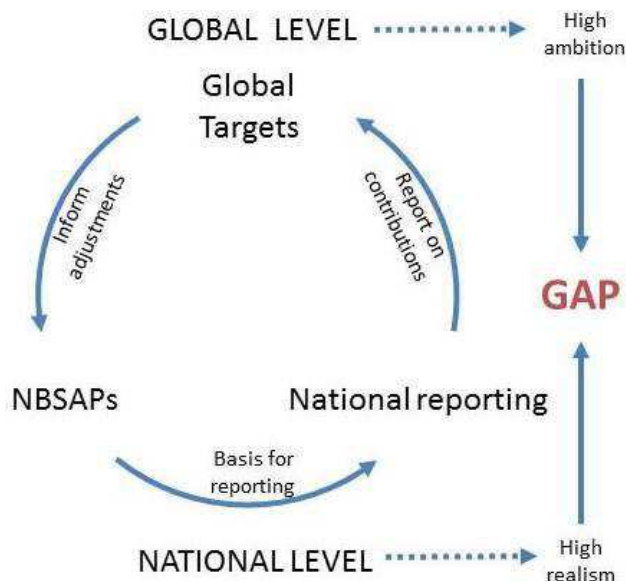 GLOBAL LEVEL
High
ambition
Global
Targets
Inform
adjustments
Report on
contributions
GAP
NBSAPs
National reporting
Basis for
reporting
NATIONAL LEVEL
High
realism